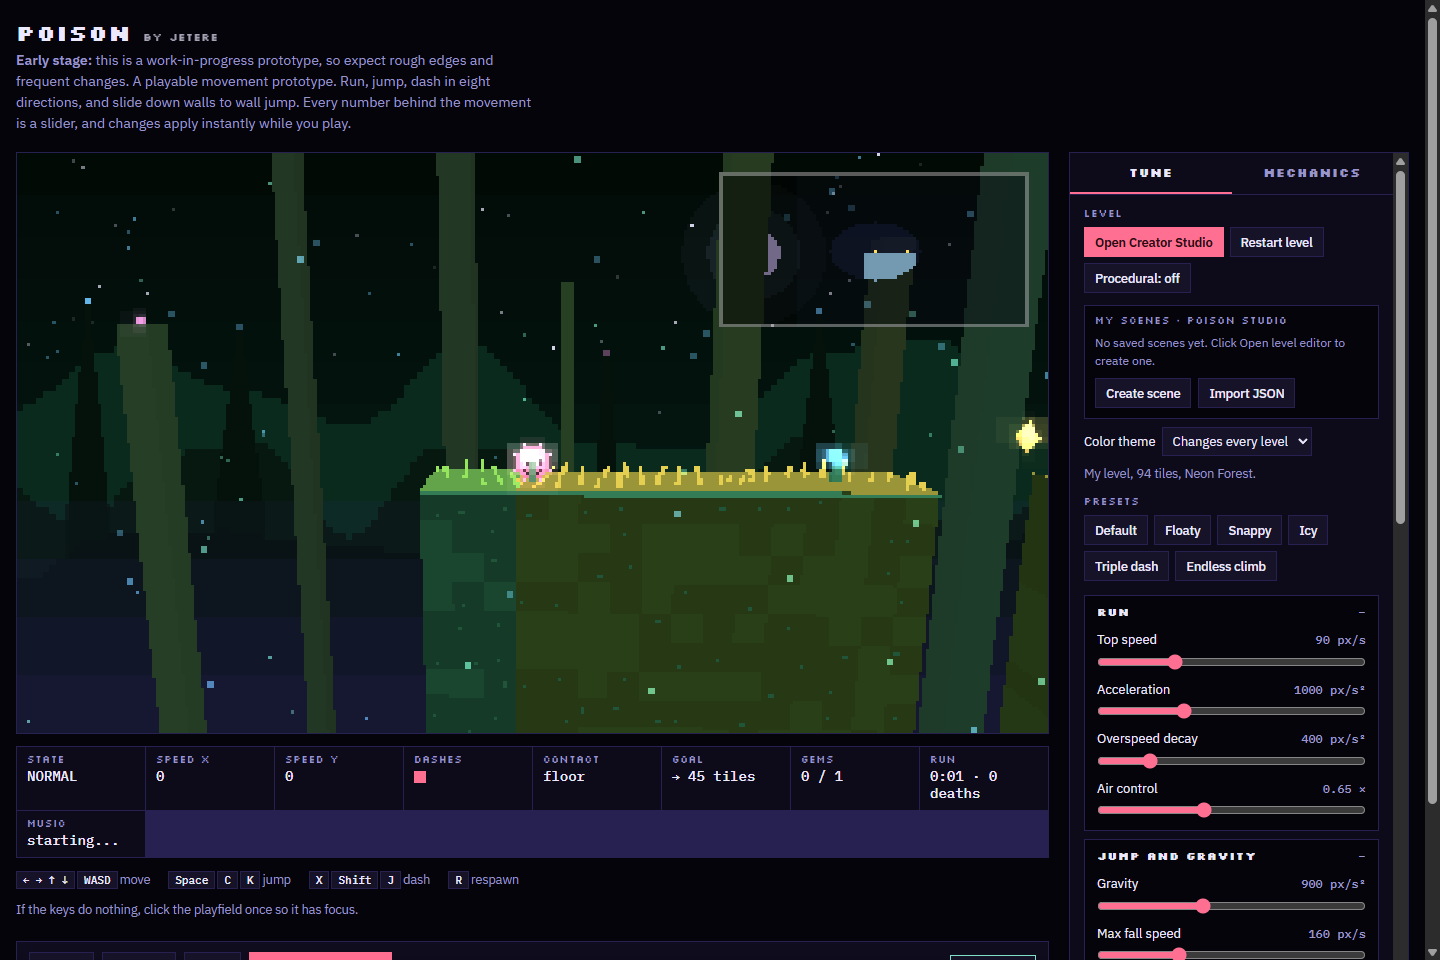 POISON BY JETERE
Early stage: this is a work-in-progress prototype, so expect rough edges and
frequent changes. A playable movement prototype. Run, jump, dash in eight
directions, and slide down walls to wall jump. Every number behind the movement
is a slider, and changes apply instantly while you play.
TUNE MECHANICS
LEVEL
Open Creator Studio Restart level
Procedural: off
MY SCENES · POISON STUDIO
No saved scenes yet. Click Open level editor to
create one.
Create scene Import JSON
Color theme Changes every level
My level, 94 tiles, Neon Forest.
PRESETS
Default Floaty Snappy Icy
Triple dash Endless climb
RUN −
Top speed 90 px/s
Acceleration 1000 px/s²
Overspeed decay 400 px/s²
Air control 0.65 ×
JUMP AND GRAVITY −
Gravity 900 px/s²
Max fall speed 160 px/s
STATE SPEED X SPEED Y DASHES CONTACT GOAL GEMS RUN
NORMAL 0 0 floor → 45 tiles 0 / 1 0:01 · 0
deaths
MUSIC
starting...
← → ↑ ↓ WASD move Space C K jump X Shift J dash R respawn
If the keys do nothing, click the playfield once so it has focus.